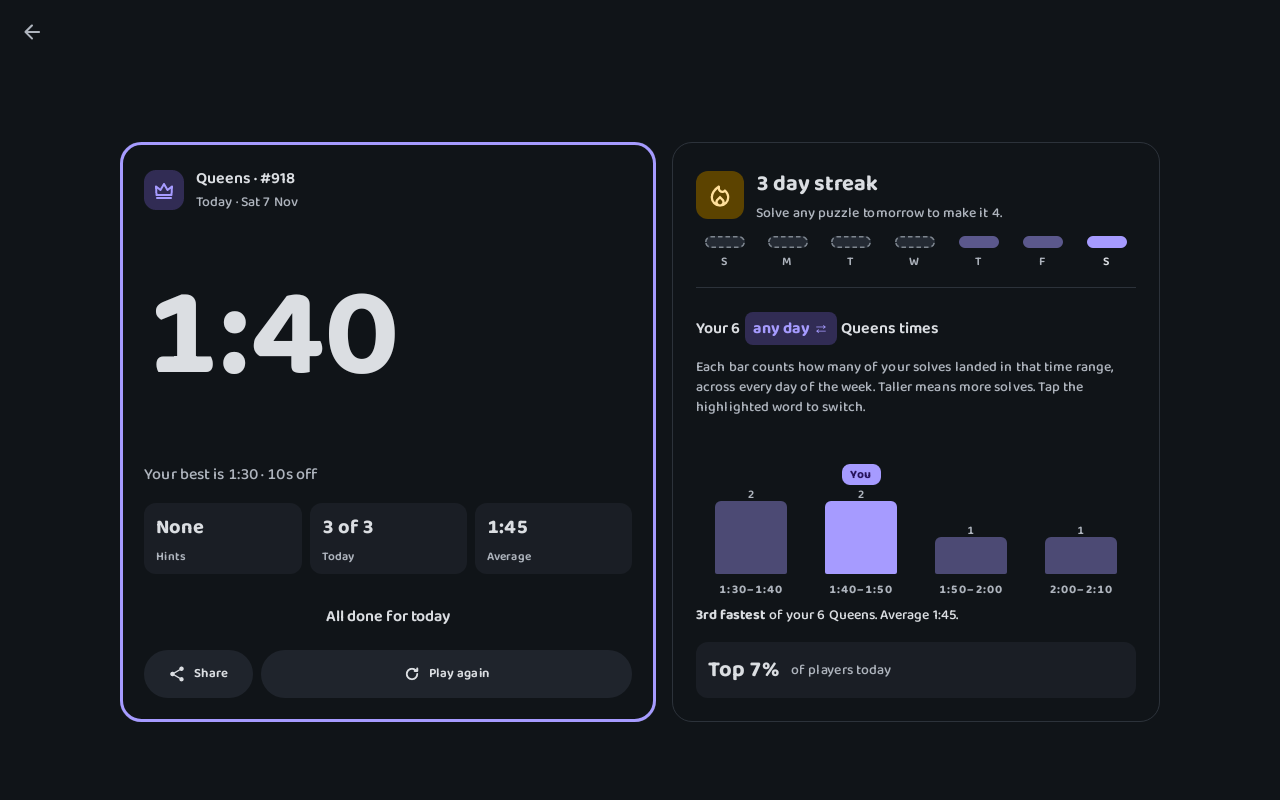 Queens · #918
Today · Sat 7 Nov
1:40
Your best is 1:30 · 10s off
None
Hints
3 of 3
Today
1:45
Average
All done for today
Share
Play again
3 day streak
Solve any puzzle tomorrow to make it 4.
S M T W T F S
Your 6 any day ⇄ Queens times
Each bar counts how many of your solves landed in that time range,
across every day of the week. Taller means more solves. Tap the
highlighted word to switch.
You
2 2 1 1
1:30–1:40 1:40–1:50 1:50–2:00 2:00–2:10
3rd fastest of your 6 Queens. Average 1:45.
Top 7% of players today